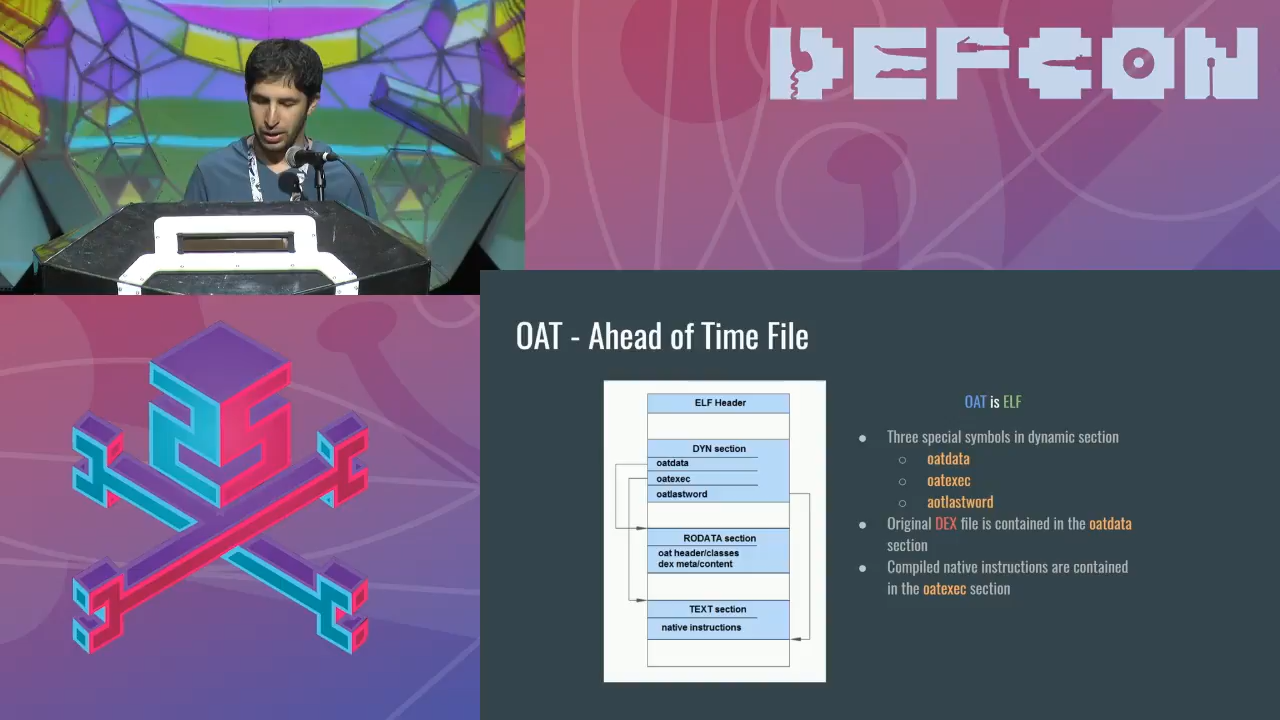 DEFCON
OAT - Ahead of Time File
ELF Header
DYN section
oatdata
oatexec
oatlastword
RODATA section
oat header/classes
dex meta/content
TEXT section
native instructions
OAT is ELF
● Three special symbols in dynamic section
○ oatdata
○ oatexec
○ aotlastword
● Original DEX file is contained in the oatdata
section
● Compiled native instructions are contained
in the oatexec section